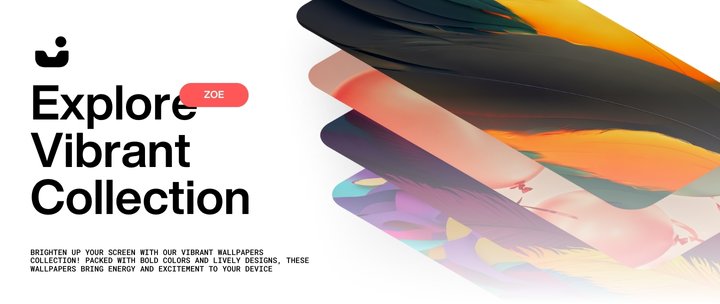 Explore
ZOE
Vibrant
Collection
BRIGHTEN UP YOUR SCREEN WITH OUR VIBRANT WALLPAPERS
COLLECTION! PACKED WITH BOLD COLORS AND LIVELY DESIGNS, THESE
WALLPAPERS BRING ENERGY AND EXCITEMENT TO YOUR DEVICE